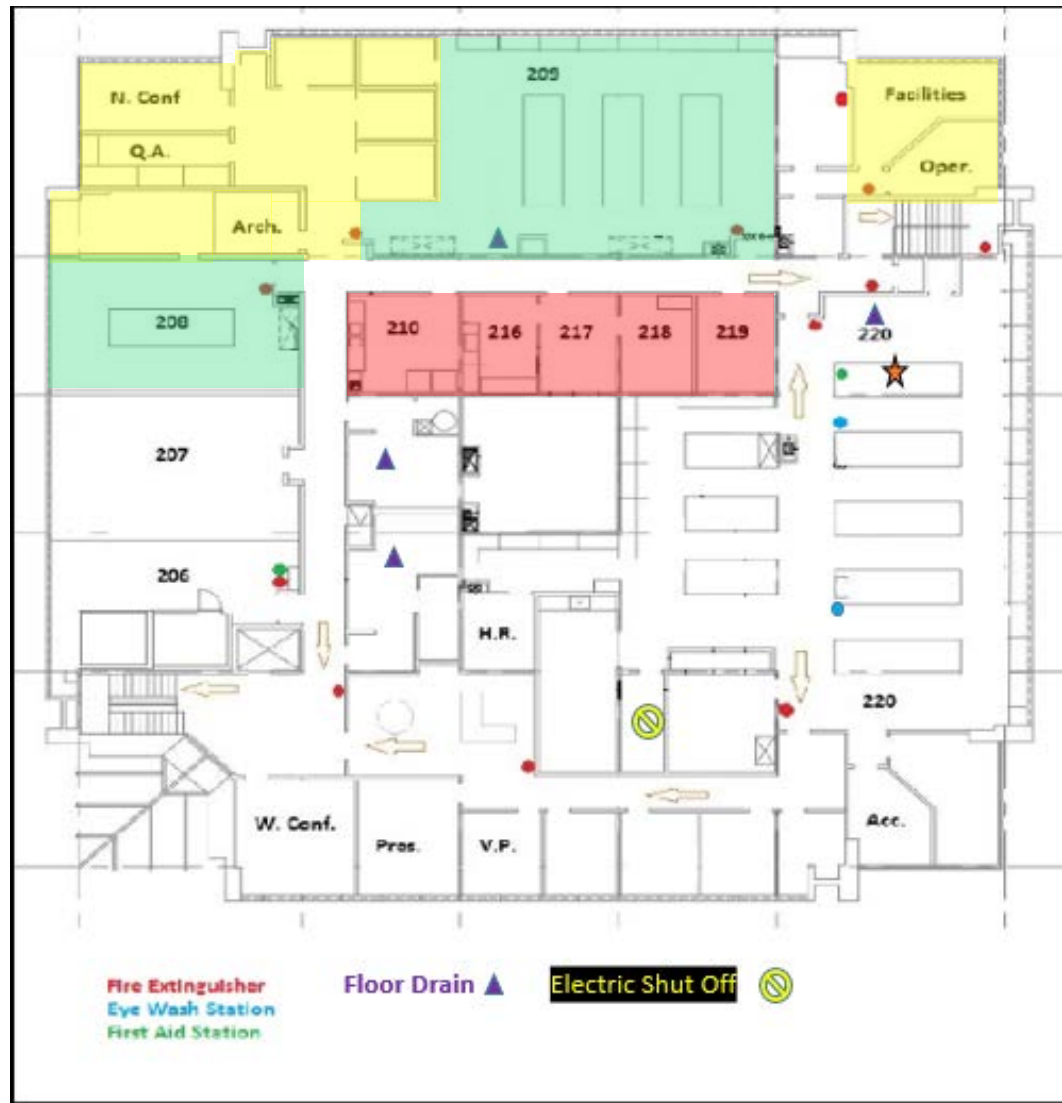 209
N. Conf
Facilities
Q.A.
Oper.
Arch.
208
210
216
217
218
219
220
207
206
H.R.
220
W. Conf.
Pres.
V.P.
Acc.
Fire Extinguisher
Eye Wash Station
First Aid Station
Floor Drain
Electric Shut Off